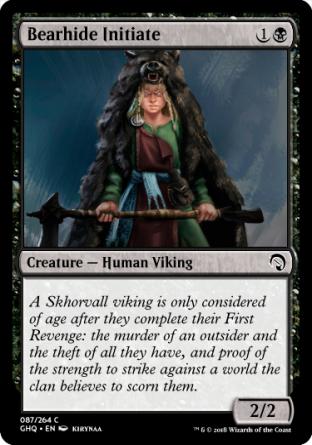 Bearhide Initiate 1
Creature — Human Viking
A Skhorvall viking is only considered
of age after they complete their First
Revenge: the murder of an outsider and
the theft of all they have, and proof of
the strength to strike against a world the
clan believes to scorn them.
2/2
087/264 C
GHQ • EN KIRYNAA
™ & © 2018 Wizards of the Coast